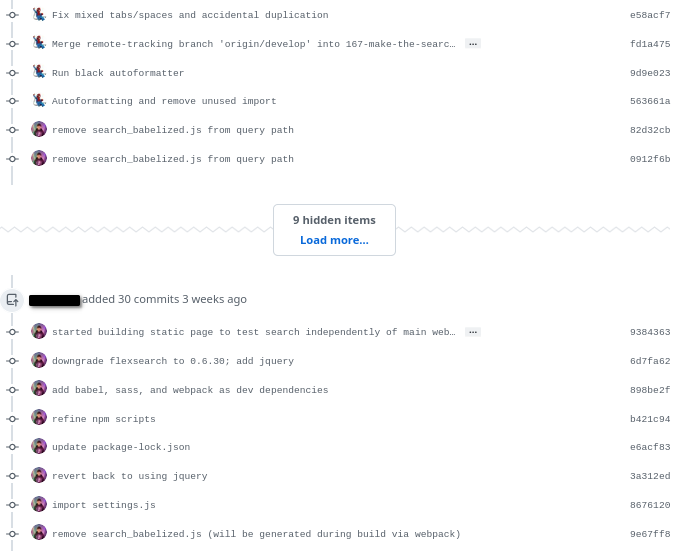 Fix mixed tabs/spaces and accidental duplication e58acf7
Merge remote-tracking branch 'origin/develop' into 167-make-the-searc… ... fd1a475
Run black autoformatter 9d9e023
Autoformatting and remove unused import 563661a
remove search_babelized.js from query path 82d32cb
remove search_babelized.js from query path 0912f6b
9 hidden items
Load more...
added 30 commits 3 weeks ago
started building static page to test search independently of main web… ... 9384363
downgrade flexsearch to 0.6.30; add jquery 6d7fa62
add babel, sass, and webpack as dev dependencies 898be2f
refine npm scripts b421c94
update package-lock.json e6acf83
revert back to using jquery 3a312ed
import settings.js 8676120
remove search_babelized.js (will be generated during build via webpack) 9e67ff8